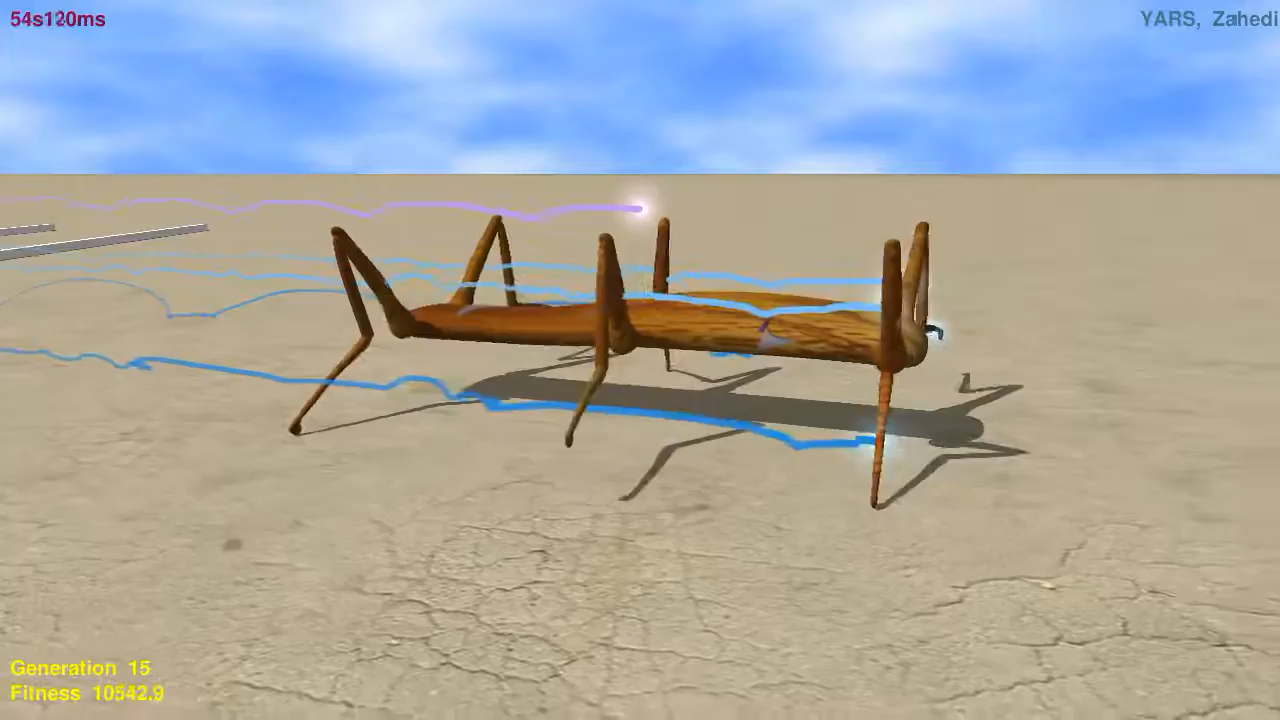 54s120ms
YARS, Zahedi
Generation 15
Fitness 10542.9